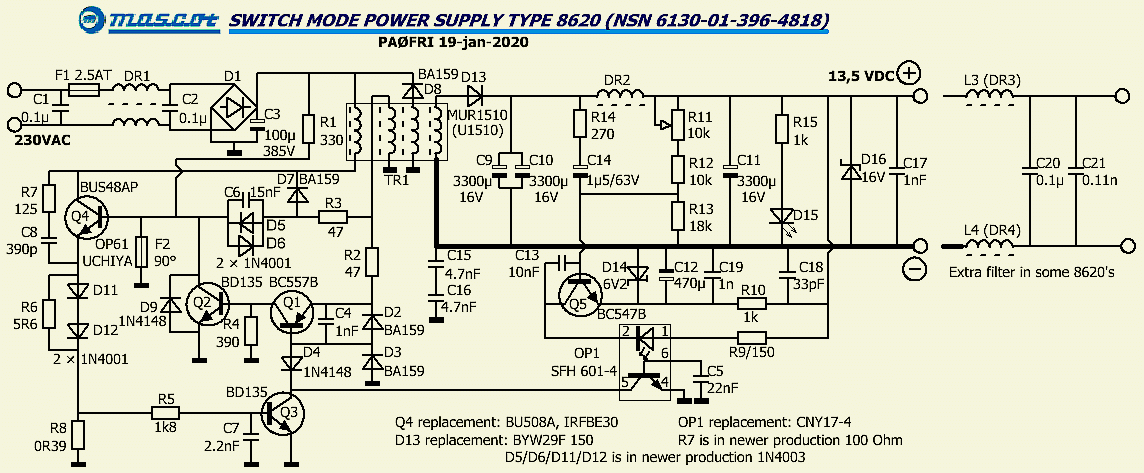 mascot SWITCH MODE POWER SUPPLY TYPE 8620 (NSN 6130-01-396-4818)
PAØFRI 19-jan-2020
F1 2.5AT
DR1
D1
C1
0.1µ
C2
0.1µ
230VAC
C3
100µ
385V
R1
330
BA159
D8
D13
MUR1510
(U1510)
TR1
DR2
13,5 VDC
+
L3 (DR3)
C9
3300µ
16V
C10
3300µ
16V
R14
270
C14
1µ5/63V
R11
10k
R12
10k
R13
18k
C11
3300µ
16V
R15
1k
D15
D16
16V
C17
1nF
C20
0.1µ
C21
0.11n
L4 (DR4)
Extra filter in some 8620's
R7
125
BUS48AP
Q4
C8
390p
OP61
UCHIYA
F2
90°
C6
15nF
D7
BA159
D5
D6
2 × 1N4001
R3
47
R2
47
C15
4.7nF
C16
4.7nF
C13
10nF
D14
6V2
C12
470µ
C19
1n
C18
33pF
R10
1k
Q5
BC547B
R9/150
R6
5R6
D11
D12
2 × 1N4001
D9
1N4148
BD135
Q2
R4
390
BC557B
Q1
C4
1nF
D2
BA159
D3
BA159
D4
1N4148
OP1
SFH 601-4
2
1
6
5
4
C5
22nF
BD135
Q3
R5
1k8
C7
2.2nF
R8
0R39
Q4 replacement: BU508A, IRFBE30
OP1 replacement: CNY17-4
D13 replacement: BYW29F 150
R7 is in newer production 100 Ohm
D5/D6/D11/D12 is in newer production 1N4003